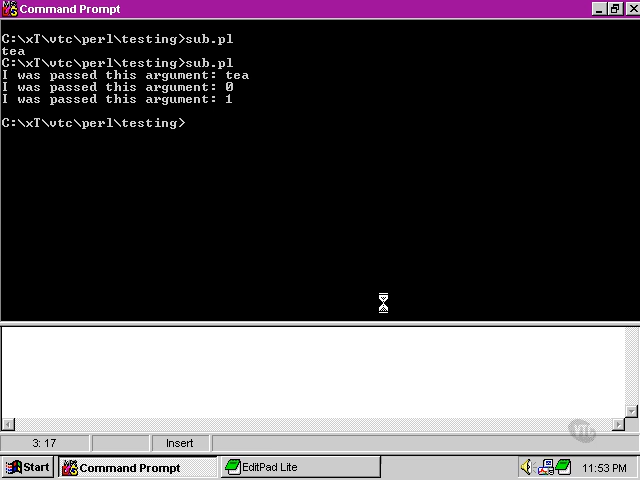 Command Prompt
C:\xT\vtc\perl\testing>sub.pl
tea
C:\xT\vtc\perl\testing>sub.pl
I was passed this argument: tea
I was passed this argument: 0
I was passed this argument: 1
C:\xT\vtc\perl\testing>
VTC
3: 17
Insert
Start
Command Prompt
EditPad Lite
11:53 PM